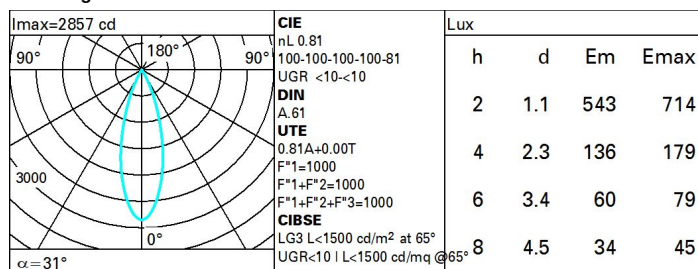 Imax=2857 cd
90°
180°
90°
3000
0°
α=31°
CIE
nL 0.81
100-100-100-100-81
UGR <10-<10
DIN
A.61
UTE
0.81A+0.00T
F"1=1000
F"1+F"2=1000
F"1+F"2+F"3=1000
CIBSE
LG3 L<1500 cd/m² at 65°
UGR<10 | L<1500 cd/mq @65°
Lux
h d Em Emax
2 1.1 543 714
4 2.3 136 179
6 3.4 60 79
8 4.5 34 45